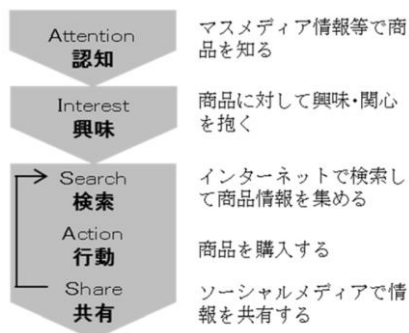 Attention
認知
マスメディア情報等で商
品を知る
Interest
興味
商品に対して興味・関心
を抱く
Search
検索
インターネットで検索し
て商品情報を集める
Action
行動
商品を購入する
Share
共有
ソーシャルメディアで情
報を共有する